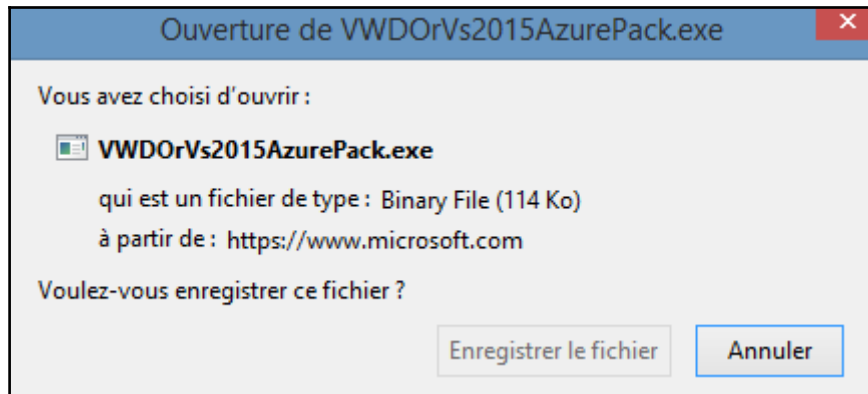 Ouverture de VWDOrVs2015AzurePack.exe
Vous avez choisi d'ouvrir :
VWDOrVs2015AzurePack.exe
qui est un fichier de type : Binary File (114 Ko)
à partir de : https://www.microsoft.com
Voulez-vous enregistrer ce fichier ?
Enregistrer le fichier Annuler